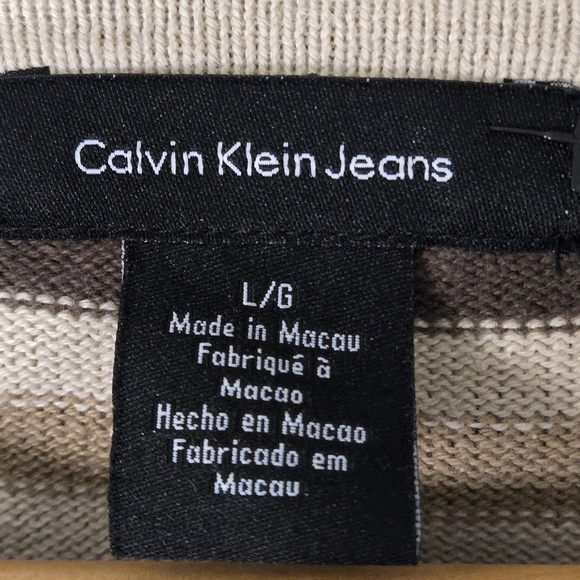 Calvin Klein Jeans
L/G
Made in Macau
Fabriqué à
Macao
Hecho en Macao
Fabricado em
Macau